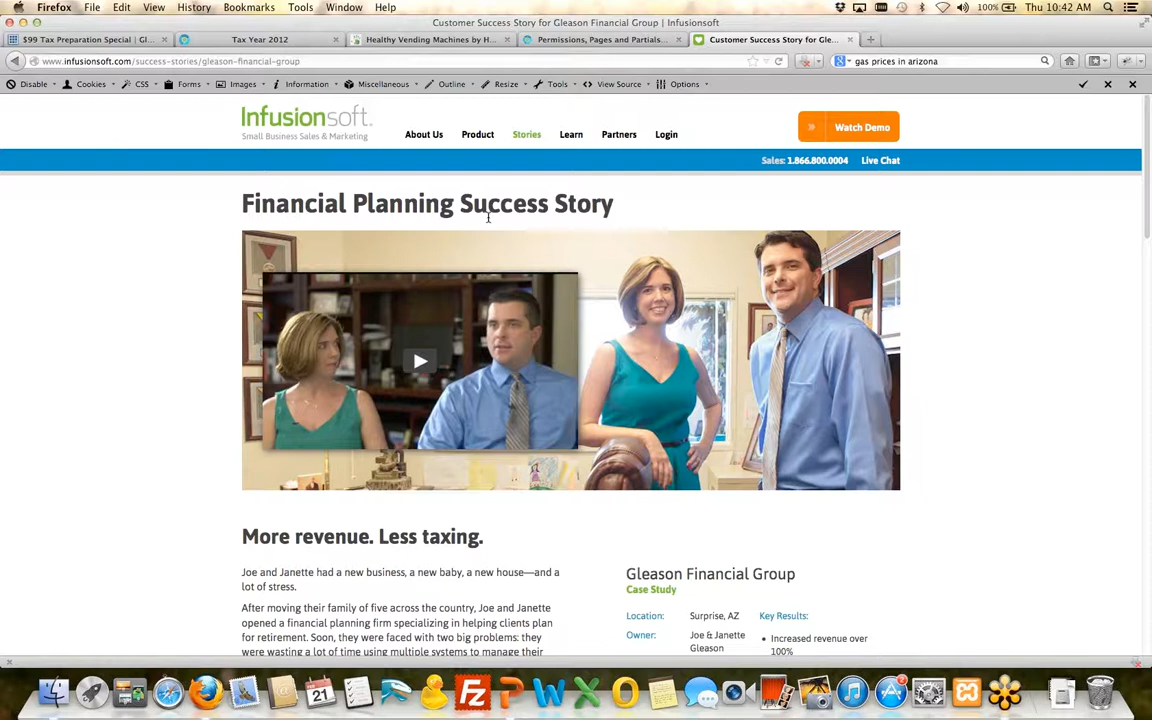 Firefox File Edit View History Bookmarks Tools Window Help 100% Thu 10:42 AM
Customer Success Story for Gleason Financial Group | Infusionsoft
$99 Tax Preparation Special | Gl... Tax Year 2012 Healthy Vending Machines by H... Permissions, Pages and Partials... Customer Success Story for Gle...
www.infusionsoft.com/success-stories/gleason-financial-group gas prices in arizona
Disable Cookies CSS Forms Images Information Miscellaneous Outline Resize Tools View Source Options
Infusionsoft.
Small Business Sales & Marketing
About Us Product Stories Learn Partners Login
Watch Demo
Sales: 1.866.800.0004 Live Chat
Financial Planning Success Story
More revenue. Less taxing.
Joe and Janette had a new business, a new baby, a new house—and a
lot of stress.
After moving their family of five across the country, Joe and Janette
opened a financial planning firm specializing in helping clients plan
for retirement. Soon, they were faced with two big problems: they
were wasting a lot of time using multiple systems to manage their
Gleason Financial Group
Case Study
Location: Surprise, AZ
Owner: Joe & Janette
Gleason
Key Results:
• Increased revenue over
100%
21